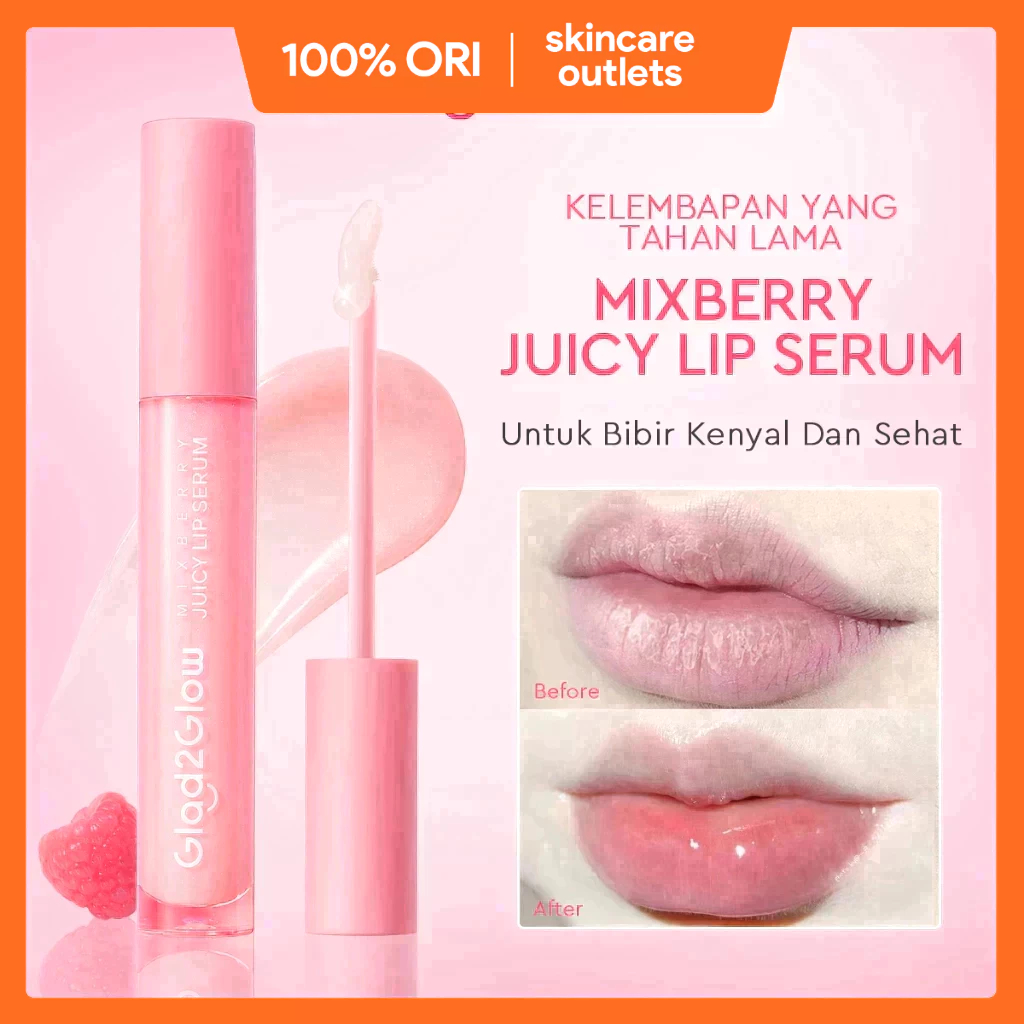 100% ORI
skincare
outlets
KELEMBAPAN YANG
TAHAN LAMA
MIXBERRY
JUICY LIP SERUM
Untuk Bibir Kenyal Dan Sehat
Glad2Glow
MIXBERRY
JUICY LIP SERUM
Before
After